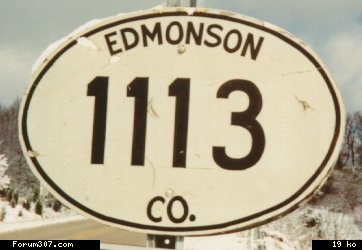 EDMONSON
1113
CO.
Forum307.com
19 ko